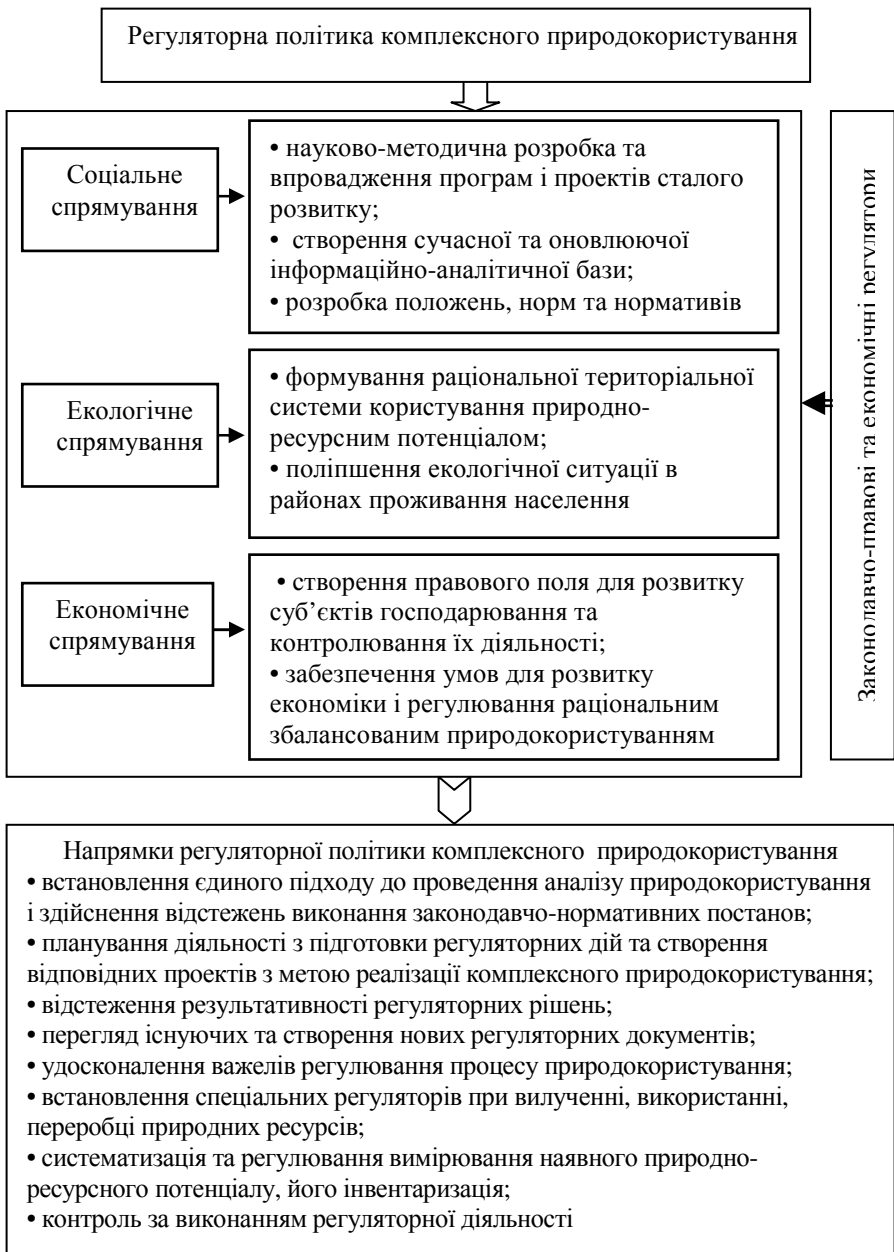 Регуляторна політика комплексного природокористування
Соціальне
спрямування
• науково-методична розробка та
впровадження програм і проектів сталого
розвитку;
• створення сучасної та оновлюючої
інформаційно-аналітичної бази;
• розробка положень, норм та нормативів
Екологічне
спрямування
• формування раціональної територіальної
системи користування природно-
ресурсним потенціалом;
• поліпшення екологічної ситуації в
районах проживання населення
Економічне
спрямування
• створення правового поля для розвитку
суб’єктів господарювання та
контролювання їх діяльності;
• забезпечення умов для розвитку
економіки і регулювання раціональним
збалансованим природокористуванням
Законодавчо-правові та економічні регулятори
Напрямки регуляторної політики комплексного природокористування
• встановлення єдиного підходу до проведення аналізу природокористування
і здійснення відстежень виконання законодавчо-нормативних постанов;
• планування діяльності з підготовки регуляторних дій та створення
відповідних проектів з метою реалізації комплексного природокористування;
• відстеження результативності регуляторних рішень;
• перегляд існуючих та створення нових регуляторних документів;
• удосконалення важелів регулювання процесу природокористування;
• встановлення спеціальних регуляторів при вилученні, використанні,
переробці природних ресурсів;
• систематизація та регулювання вимірювання наявного природно-
ресурсного потенціалу, його інвентаризація;
• контроль за виконанням регуляторної діяльності